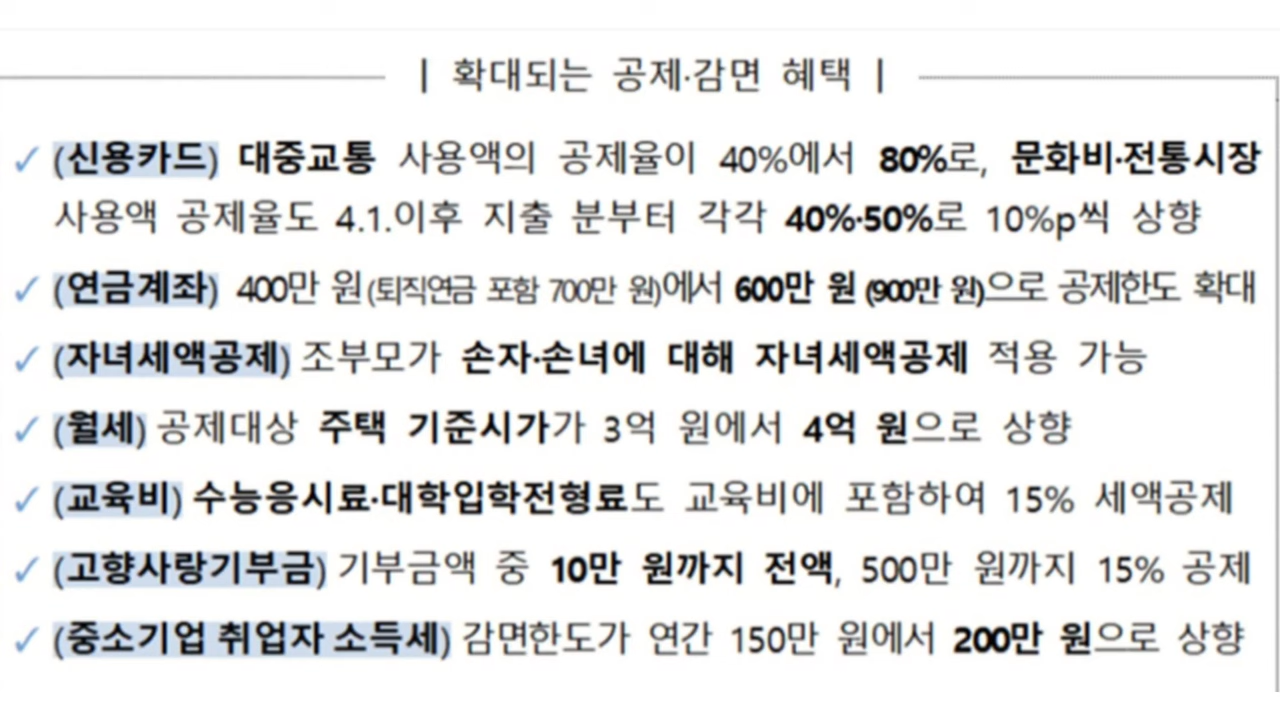 | 확대되는 공제·감면 혜택 |
✓ (신용카드) 대중교통 사용액의 공제율이 40%에서 80%로, 문화비·전통시장
사용액 공제율도 4.1.이후 지출 분부터 각각 40%·50%로 10%p씩 상향
✓ (연금계좌) 400만 원(퇴직연금 포함 700만 원)에서 600만 원 (900만 원)으로 공제한도 확대
✓ (자녀세액공제) 조부모가 손자·손녀에 대해 자녀세액공제 적용 가능
✓ (월세) 공제대상 주택 기준시가가 3억 원에서 4억 원으로 상향
✓ (교육비) 수능응시료·대학입학전형료도 교육비에 포함하여 15% 세액공제
✓ (고향사랑기부금) 기부금액 중 10만 원까지 전액, 500만 원까지 15% 공제
✓ (중소기업 취업자 소득세) 감면한도가 연간 150만 원에서 200만 원으로 상향